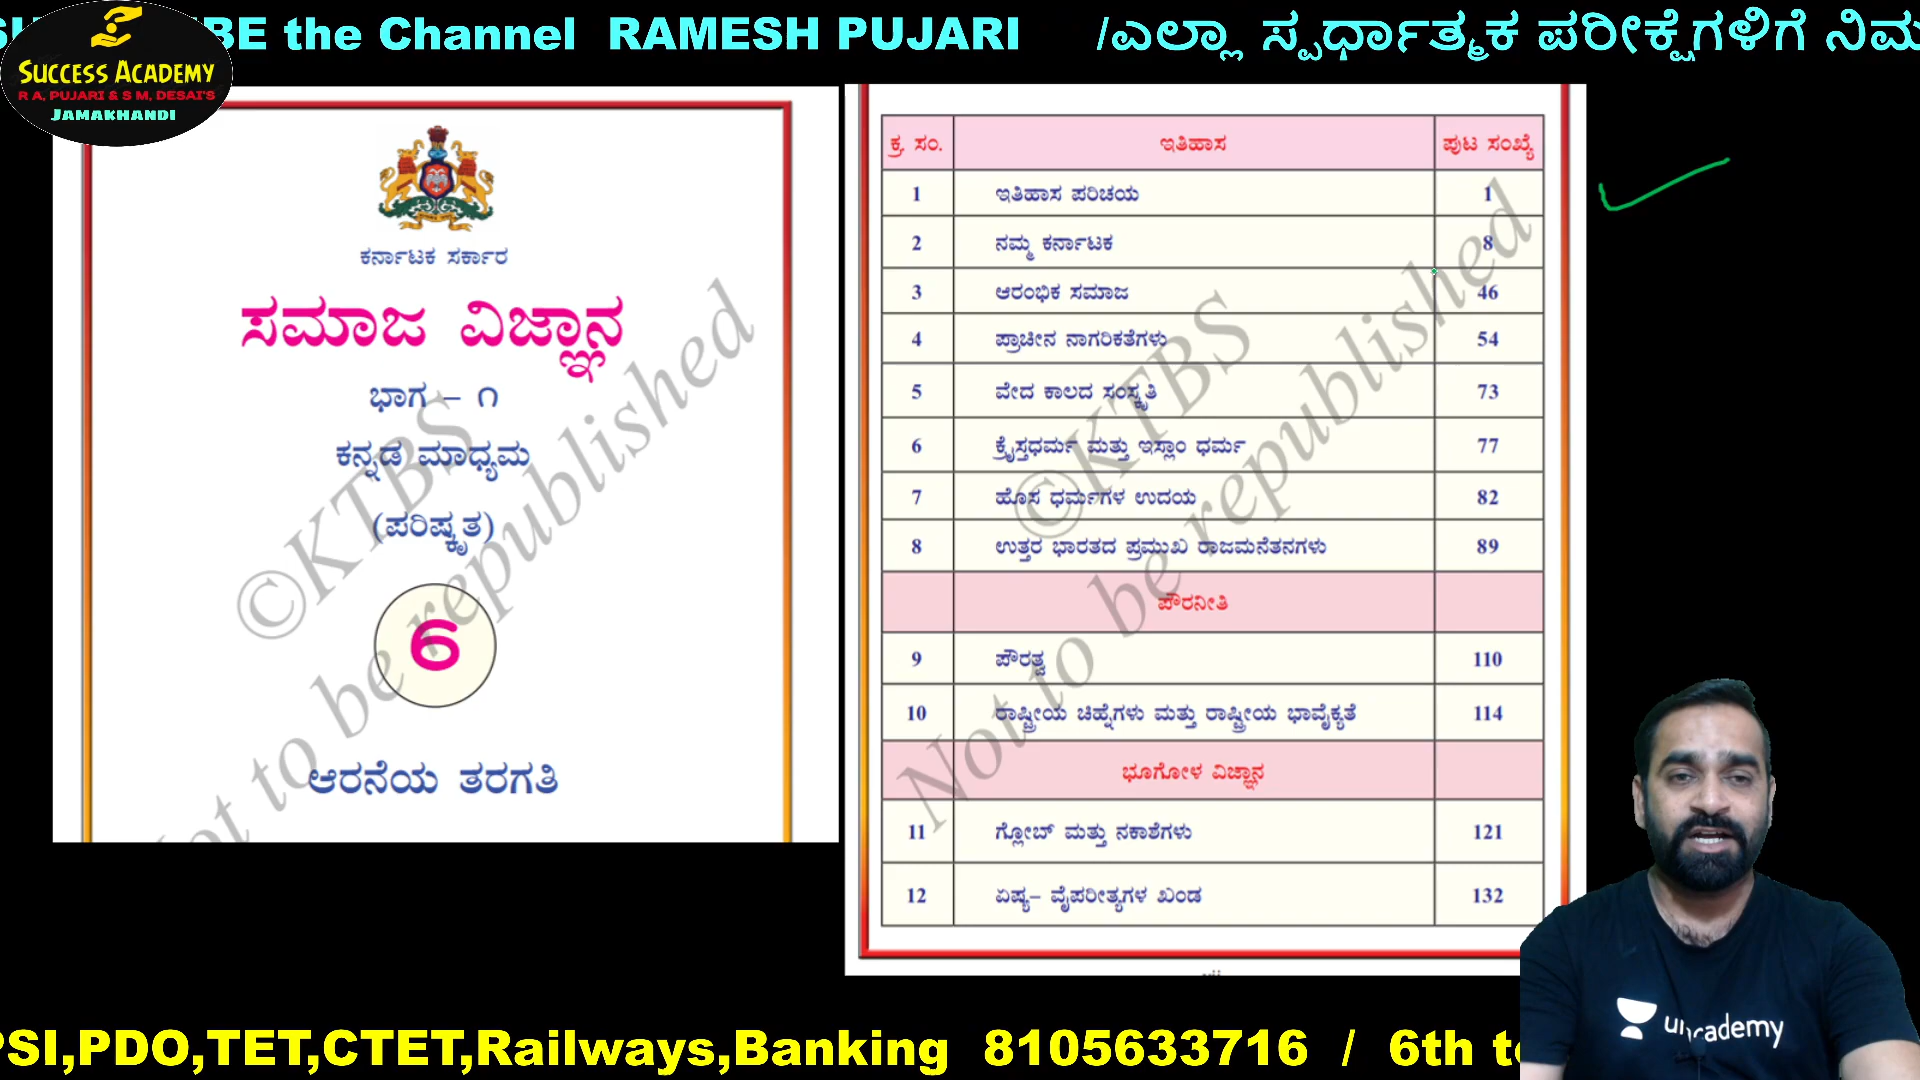 BE the Channel RAMESH PUJARI /ಎಲ್ಲಾ ಸ್ಪರ್ಧಾತ್ಮಕ ಪರೀಕ್ಷೆಗಳಿಗೆ ನಿಮ
SUCCESS ACADEMY
R A, PUJARI & S M, DESAI'S
JAMAKHANDI
ಕರ್ನಾಟಕ ಸರ್ಕಾರ
ಸಮಾಜ ವಿಜ್ಞಾನ
ಭಾಗ – ೧
ಕನ್ನಡ ಮಾಧ್ಯಮ
(ಪರಿಷ್ಕೃತ)
6
ಆರನೆಯ ತರಗತಿ
©KTBS
Not to be republished
ಕ್ರ. ಸಂ. ಇತಿಹಾಸ ಪುಟ ಸಂಖ್ಯೆ
1 ಇತಿಹಾಸ ಪರಿಚಯ 1
2 ನಮ್ಮ ಕರ್ನಾಟಕ 8
3 ಆರಂಭಿಕ ಸಮಾಜ 46
4 ಪ್ರಾಚೀನ ನಾಗರಿಕತೆಗಳು 54
5 ವೇದ ಕಾಲದ ಸಂಸ್ಕೃತಿ 73
6 ಕ್ರೈಸ್ತಧರ್ಮ ಮತ್ತು ಇಸ್ಲಾಂ ಧರ್ಮ 77
7 ಹೊಸ ಧರ್ಮಗಳ ಉದಯ 82
8 ಉತ್ತರ ಭಾರತದ ಪ್ರಮುಖ ರಾಜಮನೆತನಗಳು 89
ಪೌರನೀತಿ
9 ಪೌರತ್ವ 110
10 ರಾಷ್ಟ್ರೀಯ ಚಿಹ್ನೆಗಳು ಮತ್ತು ರಾಷ್ಟ್ರೀಯ ಭಾವೈಕ್ಯತೆ 114
ಭೂಗೋಳ ವಿಜ್ಞಾನ
11 ಗ್ಲೋಬ್ ಮತ್ತು ನಕಾಶೆಗಳು 121
12 ಏಷ್ಯ– ವೈಪರೀತ್ಯಗಳ ಖಂಡ 132
©KTBS
Not to be republished
unacademy
PSI,PDO,TET,CTET,Railways,Banking 8105633716 / 6th t